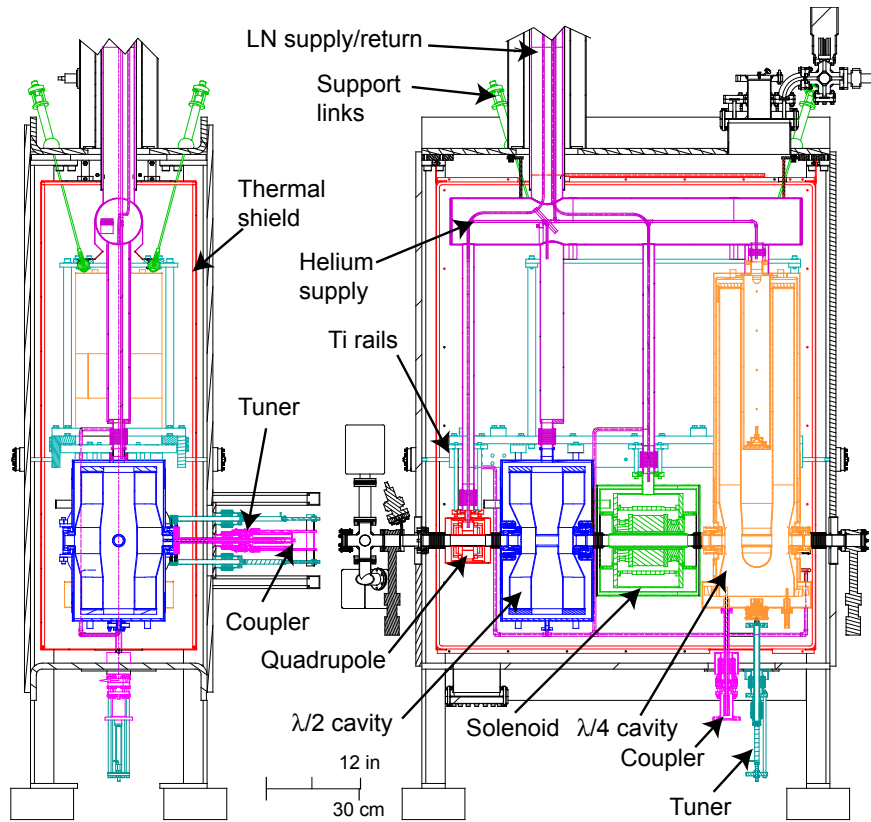 LN supply/return
Support
links
Thermal
shield
Helium
supply
Ti rails
Tuner
Coupler
Quadrupole
λ/2 cavity
Solenoid
λ/4 cavity
Coupler
Tuner
12 in
30 cm